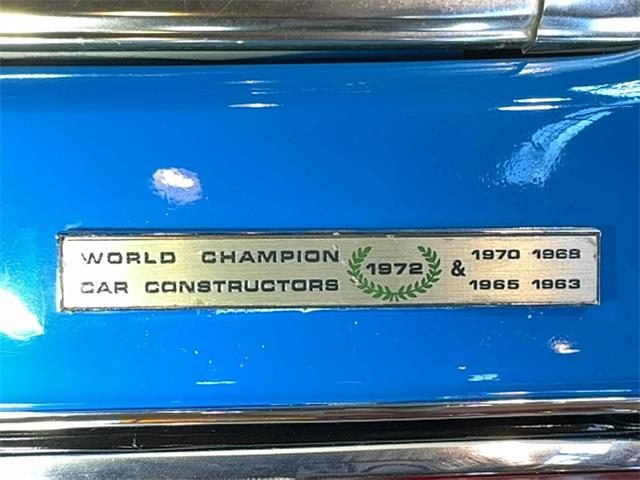 WORLD CHAMPION 1972 & 1970 1968
CAR CONSTRUCTORS 1965 1963